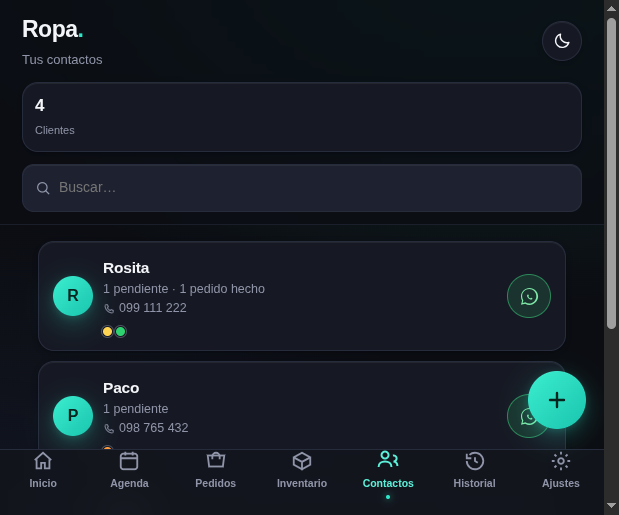 Ropa.
Tus contactos
4
Clientes
Buscar…
R
Rosita
1 pendiente · 1 pedido hecho
099 111 222
P
Paco
1 pendiente
098 765 432
Inicio
Agenda
Pedidos
Inventario
Contactos
Historial
Ajustes